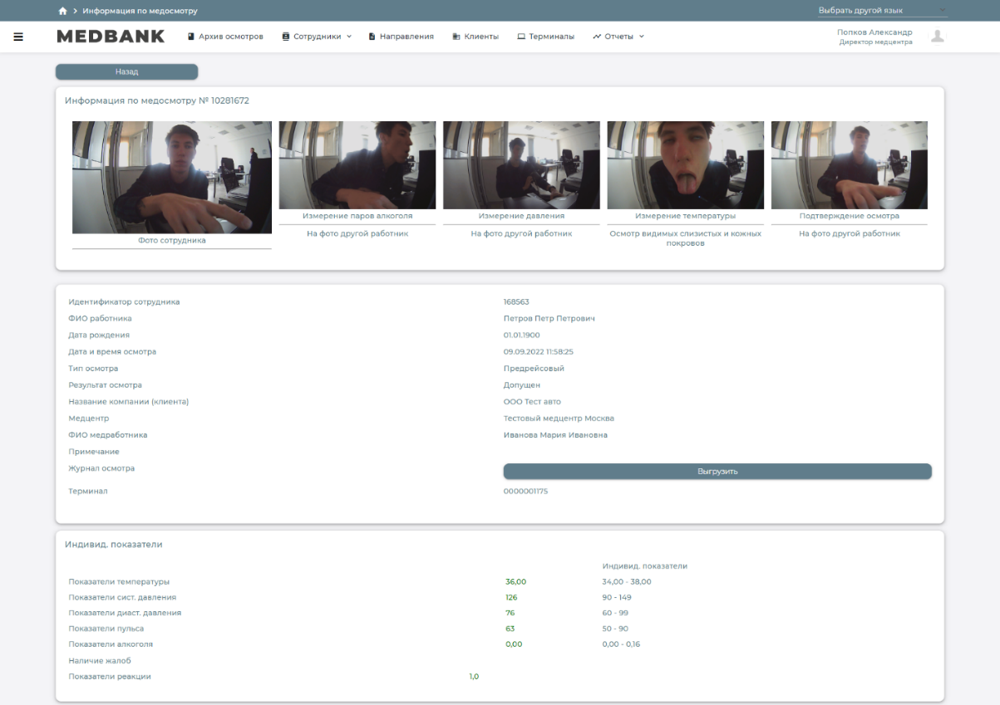 Информация по медосмотру
Выбрать другой язык
MEDBANK
Архив осмотров
Сотрудники
Направления
Клиенты
Терминалы
Отчеты
Попков Александр
Директор медцентра
Назад
Информация по медосмотру № 10281672
Фото сотрудника
Измерение паров алкоголя
На фото другой работник
Измерение давления
На фото другой работник
Измерение температуры
Осмотр видимых слизистых и кожных
покровов
Подтверждение осмотра
На фото другой работник
Идентификатор сотрудника 168563
ФИО работника Петров Петр Петрович
Дата рождения 01.01.1900
Дата и время осмотра 09.09.2022 11:58:25
Тип осмотра Предрейсовый
Результат осмотра Допущен
Название компании (клиента) ООО Тест авто
Медцентр Тестовый медцентр Москва
ФИО медработника Иванова Мария Ивановна
Примечание
Журнал осмотра Выгрузить
Терминал 0000001175
Индивид. показатели
Индивид. показатели
Показатели температуры 36,00 34,00 - 38,00
Показатели сист. давления 126 90 - 149
Показатели диаст. давления 76 60 - 99
Показатели пульса 63 50 - 90
Показатели алкоголя 0,00 0,00 - 0,16
Наличие жалоб
Показатели реакции 1,0